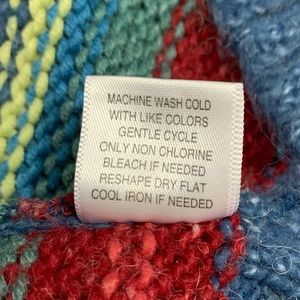 MACHINE WASH COLD
WITH LIKE COLORS
GENTLE CYCLE
ONLY NON CHLORINE
BLEACH IF NEEDED
RESHAPE DRY FLAT
COOL IRON IF NEEDED